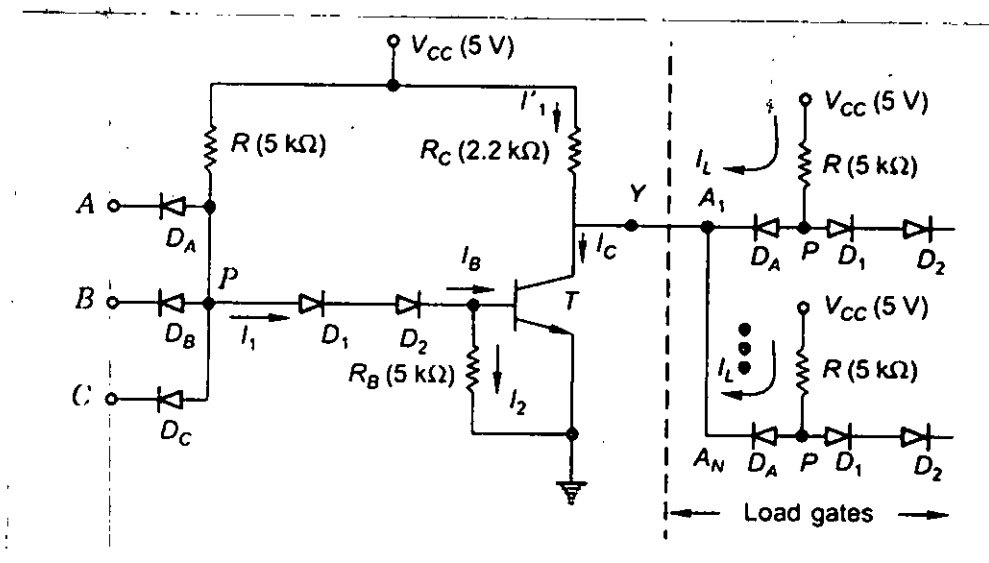 V_CC (5 V)
I'_1
R (5 kΩ)
R_C (2.2 kΩ)
V_CC (5 V)
I_L
R (5 kΩ)
A
D_A
Y
A_1
D_A
P
D_1
D_2
I_C
P
I_B
T
B
D_B
I_1
D_1
D_2
V_CC (5 V)
R_B (5 kΩ)
I_2
I_L
R (5 kΩ)
C
D_C
A_N
D_A
P
D_1
D_2
Load gates